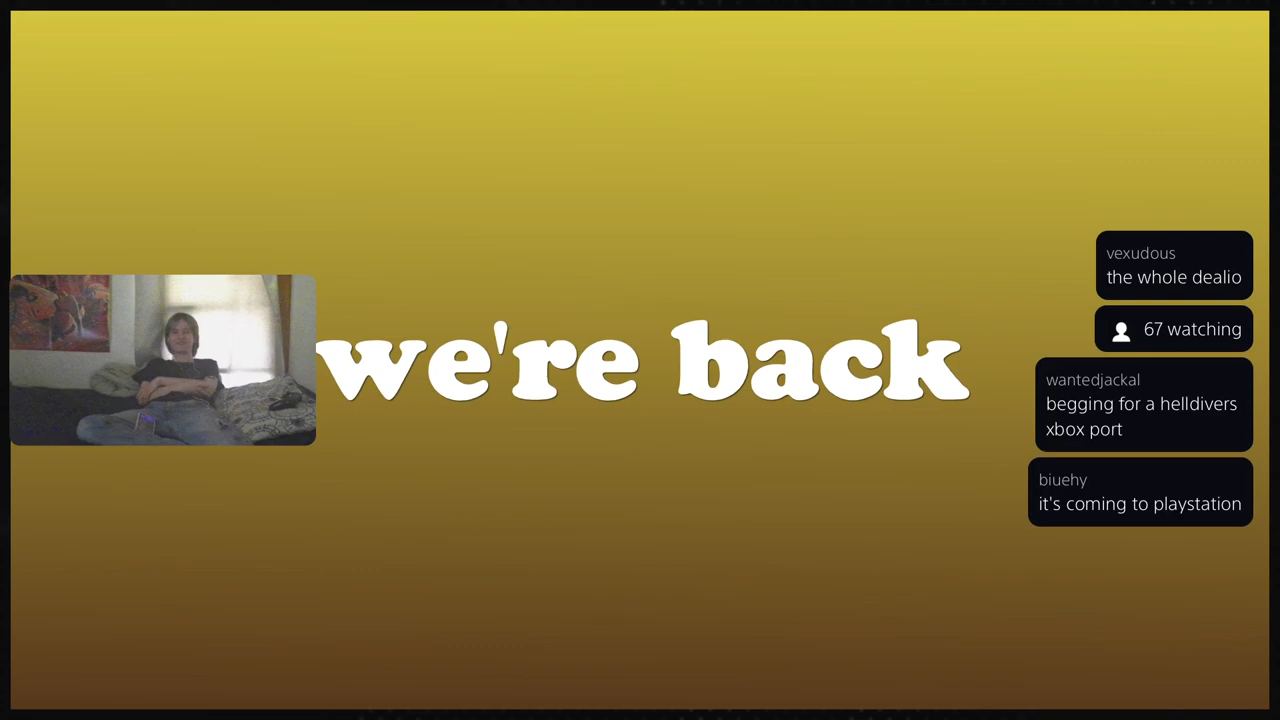 we're back
vexudous
the whole dealio
67 watching
wantedjackal
begging for a helldivers
xbox port
biuehy
it's coming to playstation